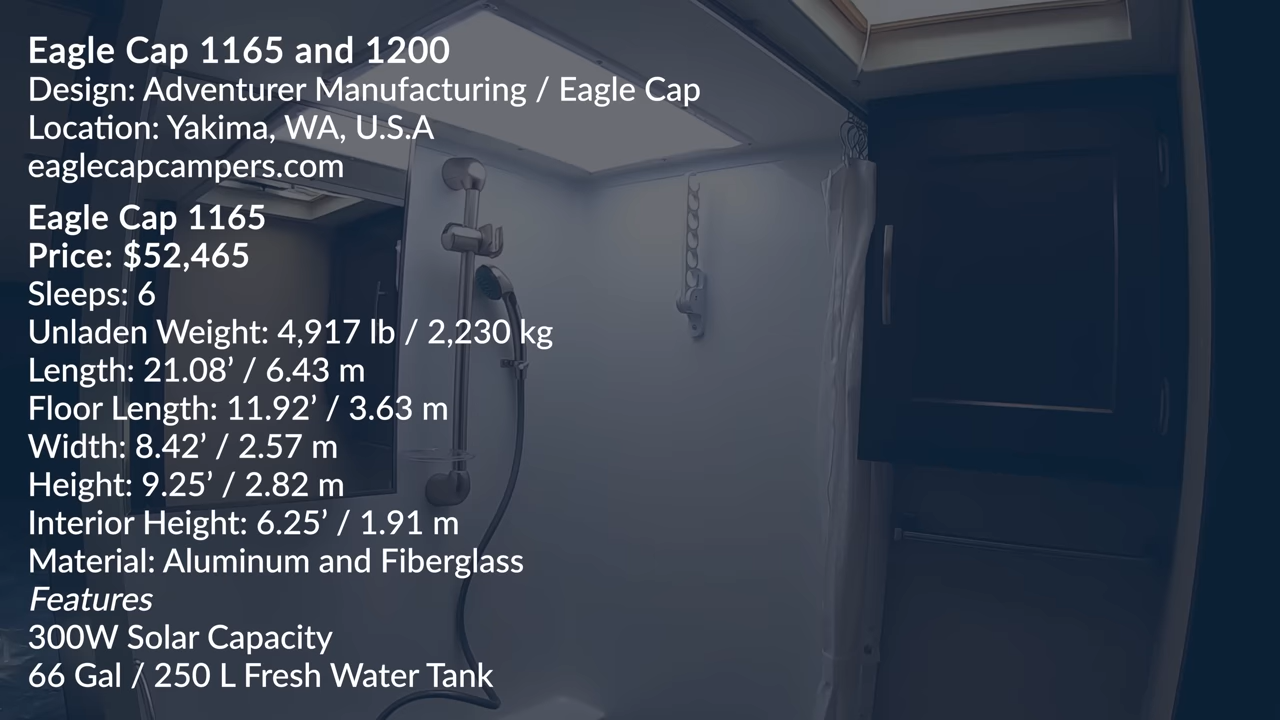 Eagle Cap 1165 and 1200
Design: Adventurer Manufacturing / Eagle Cap
Location: Yakima, WA, U.S.A
eaglecapcampers.com
Eagle Cap 1165
Price: $52,465
Sleeps: 6
Unladen Weight: 4,917 lb / 2,230 kg
Length: 21.08’ / 6.43 m
Floor Length: 11.92’ / 3.63 m
Width: 8.42’ / 2.57 m
Height: 9.25’ / 2.82 m
Interior Height: 6.25’ / 1.91 m
Material: Aluminum and Fiberglass
Features
300W Solar Capacity
66 Gal / 250 L Fresh Water Tank